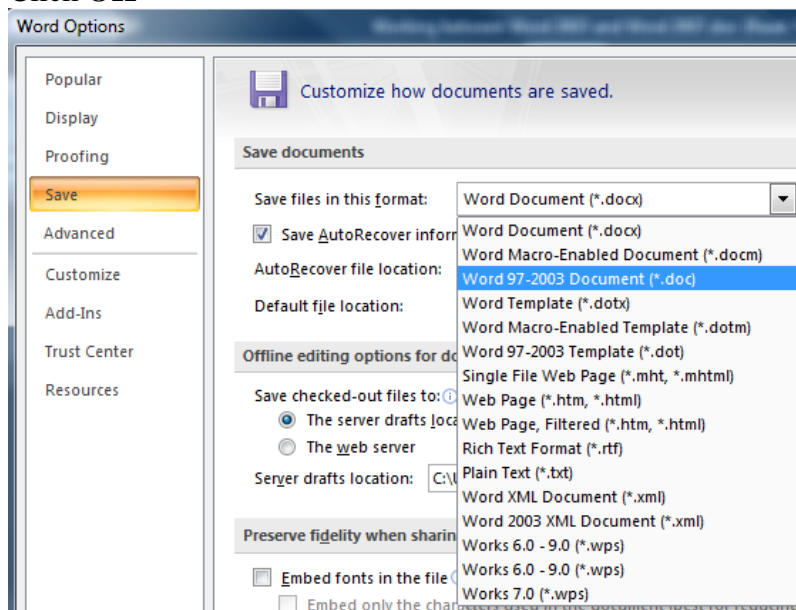 Word Options
Popular
Display
Proofing
Save
Advanced
Customize
Add-Ins
Trust Center
Resources
Customize how documents are saved.
Save documents
Save files in this format: Word Document (*.docx)
Save AutoRecover
AutoRecover file location:
Default file location:
Word Document (*.docx)
Word Macro-Enabled Document (*.docm)
Word 97-2003 Document (*.doc)
Word Template (*.dotx)
Word Macro-Enabled Template (*.dotm)
Word 97-2003 Template (*.dot)
Single File Web Page (*.mht, *.mhtml)
Web Page (*.htm, *.html)
Web Page, Filtered (*.htm, *.html)
Rich Text Format (*.rtf)
Plain Text (*.txt)
Word XML Document (*.xml)
Word 2003 XML Document (*.xml)
Works 6.0 - 9.0 (*.wps)
Works 6.0 - 9.0 (*.wps)
Works 7.0 (*.wps)
Offline editing options for
Save checked-out files to:
The server drafts
The web server
Server drafts location: C:\
Preserve fidelity when
Embed fonts in the file
Embed only the